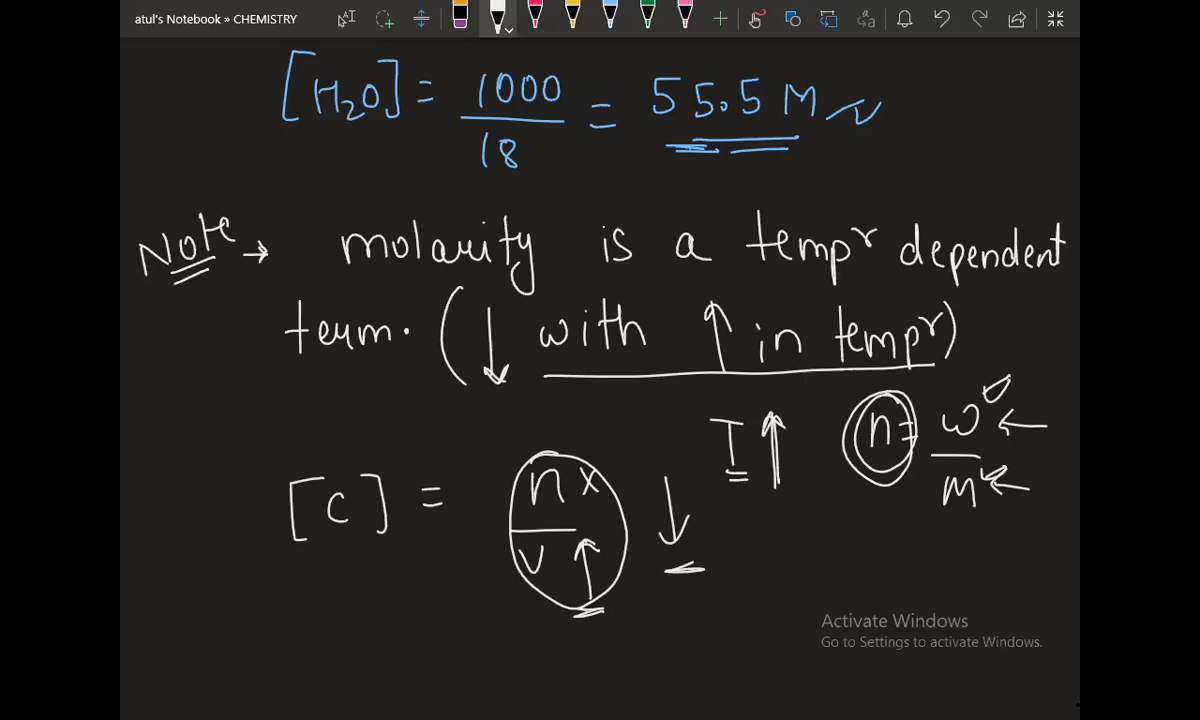 atul's Notebook » CHEMISTRY
[H₂O] = 1000/18 = 55.5 M
Note → molarity is a tempr dependent
term. (↓ with ↑ in tempr)
T ↑ n = w/M
[C] = n x/V ↑ ↓
Activate Windows
Go to Settings to activate Windows.